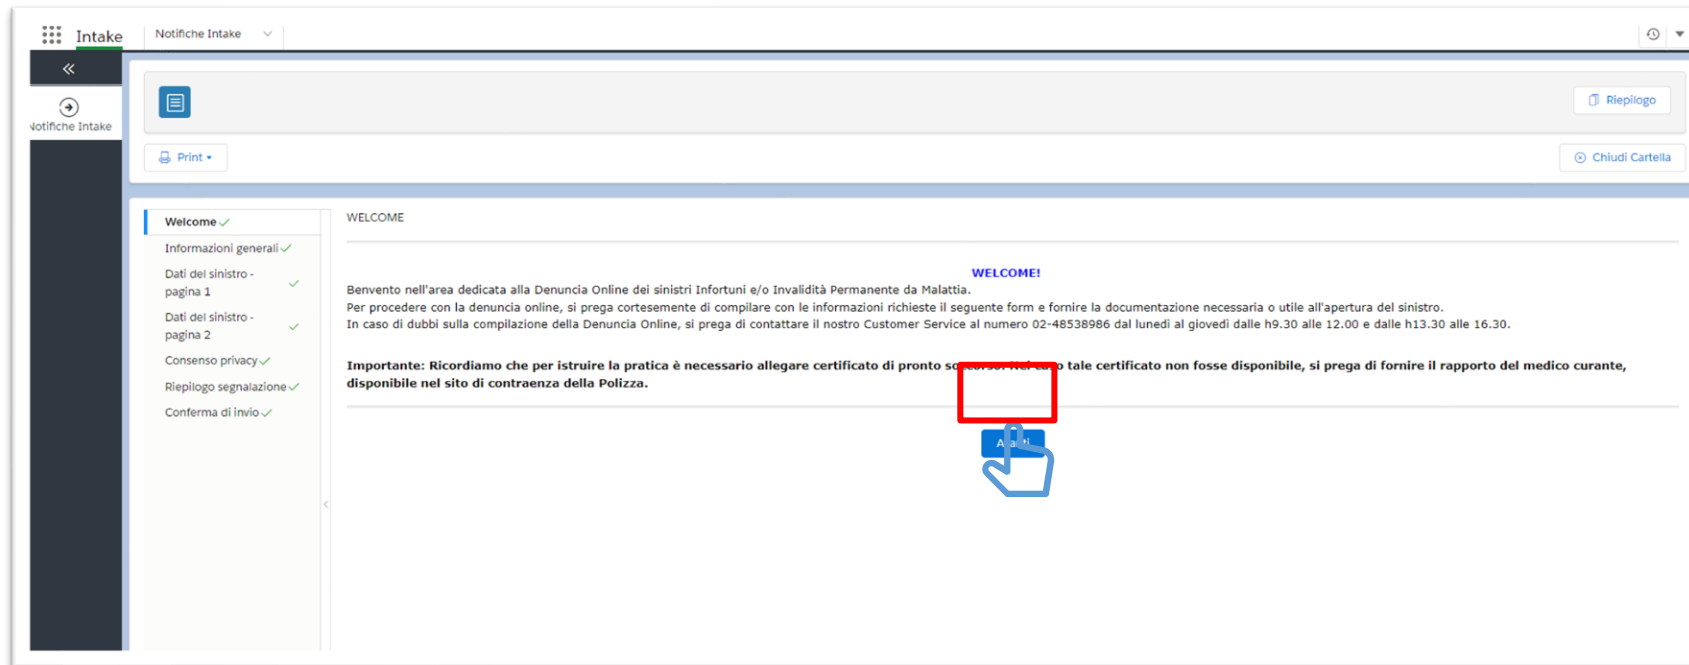 Intake
Notifiche Intake
Notifiche Intake
Riepilogo
Print
Chiudi Cartella
Welcome
Informazioni generali
Dati del sinistro -
pagina 1
Dati del sinistro -
pagina 2
Consenso privacy
Riepilogo segnalazione
Conferma di invio
WELCOME
WELCOME!
Benvento nell'area dedicata alla Denuncia Online dei sinistri Infortuni e/o Invalidità Permanente da Malattia.
Per procedere con la denuncia online, si prega cortesemente di compilare con le informazioni richieste il seguente form e fornire la documentazione necessaria o utile all'apertura del sinistro.
In caso di dubbi sulla compilazione della Denuncia Online, si prega di contattare il nostro Customer Service al numero 02-48538986 dal lunedì al giovedì dalle h9.30 alle 12.00 e dalle h13.30 alle 16.30.
Importante: Ricordiamo che per istruire la pratica è necessario allegare certificato di pronto soccorso. Nel caso tale certificato non fosse disponibile, si prega di fornire il rapporto del medico curante,
disponibile nel sito di contraenza della Polizza.
Avanti